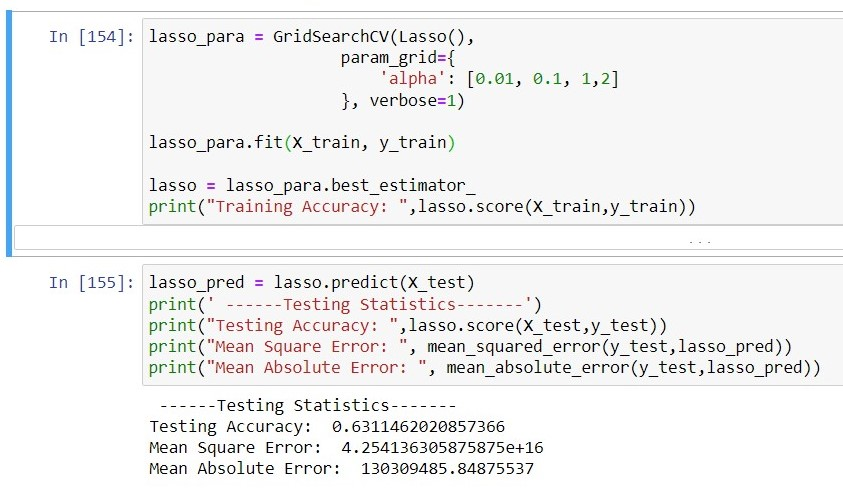 In [154]: lasso_para = GridSearchCV(Lasso(),
param_grid={
'alpha': [0.01, 0.1, 1,2]
}, verbose=1)
lasso_para.fit(X_train, y_train)
lasso = lasso_para.best_estimator_
print("Training Accuracy: ",lasso.score(X_train,y_train))
...
In [155]: lasso_pred = lasso.predict(X_test)
print(' ------Testing Statistics-------')
print("Testing Accuracy: ",lasso.score(X_test,y_test))
print("Mean Square Error: ", mean_squared_error(y_test,lasso_pred))
print("Mean Absolute Error: ", mean_absolute_error(y_test,lasso_pred))
------Testing Statistics-------
Testing Accuracy:  0.6311462020857366
Mean Square Error:  4.254136305875875e+16
Mean Absolute Error:  130309485.84875537